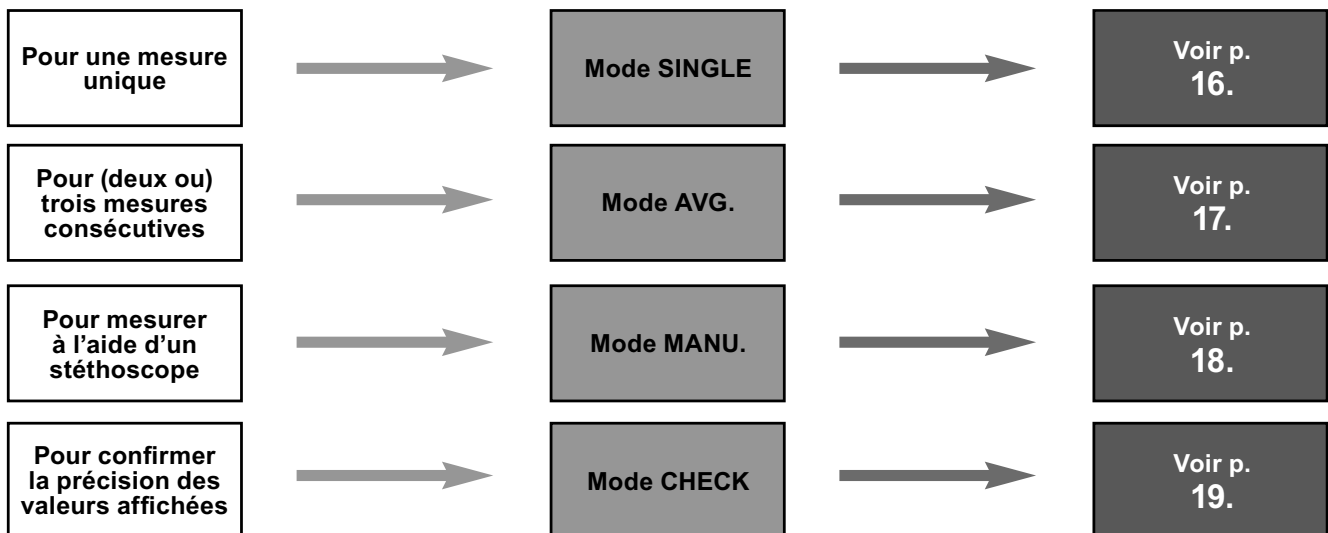 Pour une mesure
unique
Mode SINGLE
Voir p.
16.
Pour (deux ou)
trois mesures
consécutives
Mode AVG.
Voir p.
17.
Pour mesurer
à l’aide d’un
stéthoscope
Mode MANU.
Voir p.
18.
Pour confirmer
la précision des
valeurs affichées
Mode CHECK
Voir p.
19.